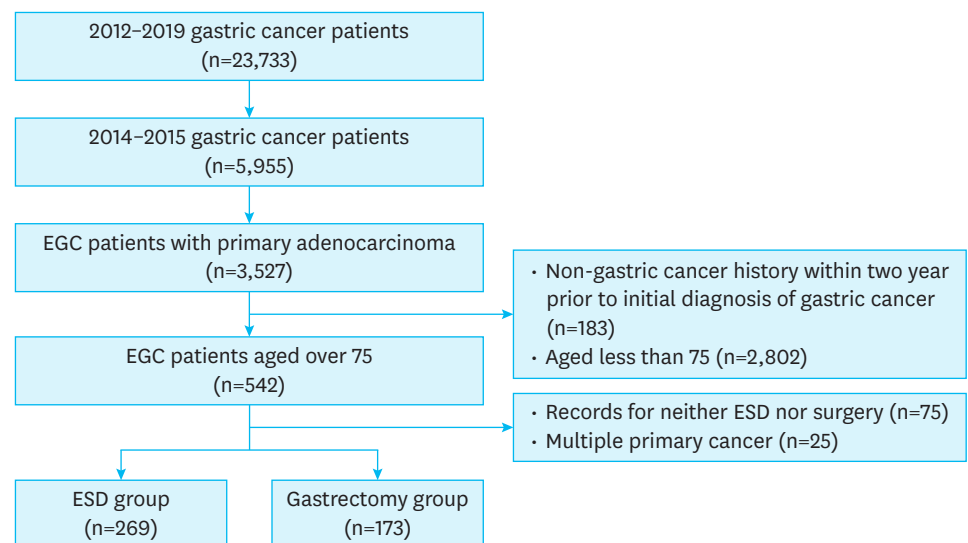 2012–2019 gastric cancer patients
(n=23,733)
2014–2015 gastric cancer patients
(n=5,955)
EGC patients with primary adenocarcinoma
(n=3,527)
· Non-gastric cancer history within two year
prior to initial diagnosis of gastric cancer
(n=183)
· Aged less than 75 (n=2,802)
EGC patients aged over 75
(n=542)
· Records for neither ESD nor surgery (n=75)
· Multiple primary cancer (n=25)
ESD group
(n=269)
Gastrectomy group
(n=173)